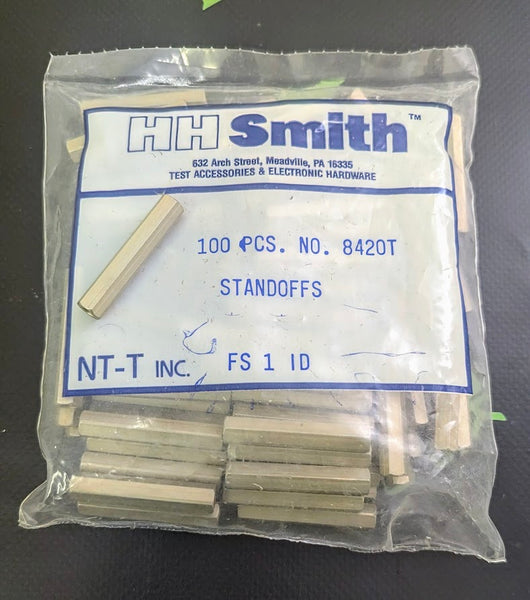 HH Smith™
632 Arch Street, Meadville, PA 16335
TEST ACCESSORIES & ELECTRONIC HARDWARE
100 PCS. NO. 8420T
STANDOFFS
NT-T INC.
FS 1 ID